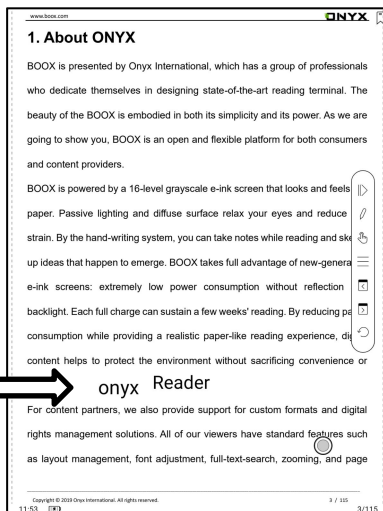 www.boox.com
ONYX
1. About ONYX
BOOX is presented by Onyx International, which has a group of professionals
who dedicate themselves in designing state-of-the-art reading terminal. The
beauty of the BOOX is embodied in both its simplicity and its power. As we are
going to show you, BOOX is an open and flexible platform for both consumers
and content providers.
BOOX is powered by a 16-level grayscale e-ink screen that looks and feels
paper. Passive lighting and diffuse surface relax your eyes and reduce
strain. By the hand-writing system, you can take notes while reading and ske
up ideas that happen to emerge. BOOX takes full advantage of new-genera
e-ink screens: extremely low power consumption without reflection
backlight. Each full charge can sustain a few weeks' reading. By reducing pa
consumption while providing a realistic paper-like reading experience, dig
content helps to protect the environment without sacrificing convenience or
onyx Reader
For content partners, we also provide support for custom formats and digital
rights management solutions. All of our viewers have standard features such
as layout management, font adjustment, full-text-search, zooming, and page
Copyright © 2019 Onyx International. All rights reserved.
3 / 115
11:53
3/115